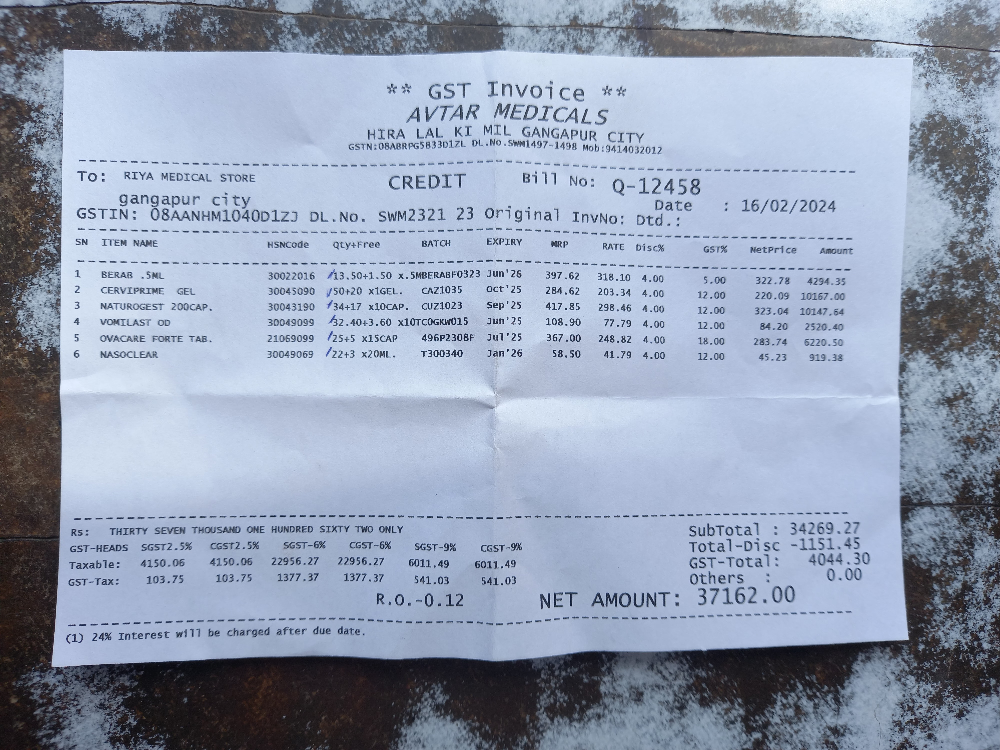 ** GST Invoice **
AVTAR MEDICALS
HIRA LAL KI MIL GANGAPUR CITY
GSTN:08ABRPG5833D1ZL DL.No.SWM1497-1498 Mob:9414032012
To: RIYA MEDICAL STORE CREDIT Bill No: Q-12458
gangapur city Date : 16/02/2024
GSTIN: 08AANHM1040D1ZJ DL.No. SWM2321 23 Original InvNo: Dtd.:
SN ITEM NAME HSNCode Qty+Free BATCH EXPIRY MRP RATE Disc% GST% NetPrice Amount
1 BERAB .5ML 30022016 13.50+1.50 x.5MBERABF0323 Jun'26 397.62 318.10 4.00 5.00 322.78 4294.35
2 CERVIPRIME GEL 30045090 50+20 x1GEL. CAZ1035 Oct'25 284.62 203.34 4.00 12.00 220.09 10167.00
3 NATUROGEST 200CAP. 30043190 34+17 x10CAP. CUZ1023 Sep'25 417.85 298.46 4.00 12.00 323.04 10147.64
4 VOMILAST OD 30049099 32.40+3.60 x10TCOGKW015 Jun'25 108.90 77.79 4.00 12.00 84.20 2520.40
5 OVACARE FORTE TAB. 21069099 25+5 x15CAP 496P2308F Jul'25 367.00 248.82 4.00 18.00 283.74 6220.50
6 NASOCLEAR 30049069 22+3 x20ML. T300340 Jan'26 58.50 41.79 4.00 12.00 45.23 919.38
Rs: THIRTY SEVEN THOUSAND ONE HUNDRED SIXTY TWO ONLY SubTotal : 34269.27
GST-HEADS SGST2.5% CGST2.5% SGST-6% CGST-6% SGST-9% CGST-9% Total-Disc -1151.45
Taxable: 4150.06 4150.06 22956.27 22956.27 6011.49 6011.49 GST-Total: 4044.30
GST-Tax: 103.75 103.75 1377.37 1377.37 541.03 541.03 Others : 0.00
R.O.-0.12 NET AMOUNT: 37162.00
(1) 24% Interest will be charged after due date.